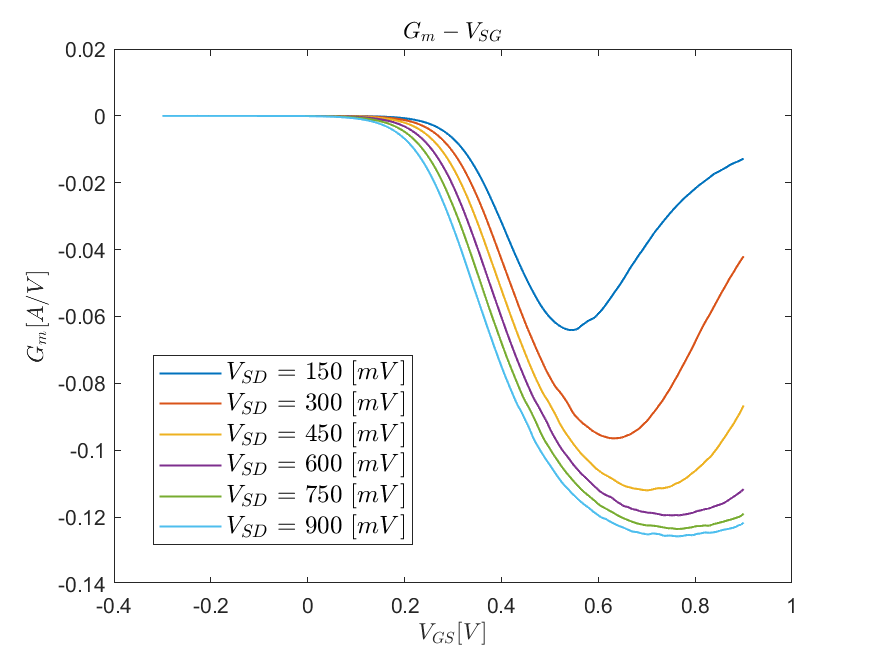 G_m − V_SG
0.02
0
-0.02
-0.04
-0.06
-0.08
-0.1
-0.12
-0.14
G_m[A/V]
V_SD = 150 [mV]
V_SD = 300 [mV]
V_SD = 450 [mV]
V_SD = 600 [mV]
V_SD = 750 [mV]
V_SD = 900 [mV]
-0.4 -0.2 0 0.2 0.4 0.6 0.8 1
V_GS[V]